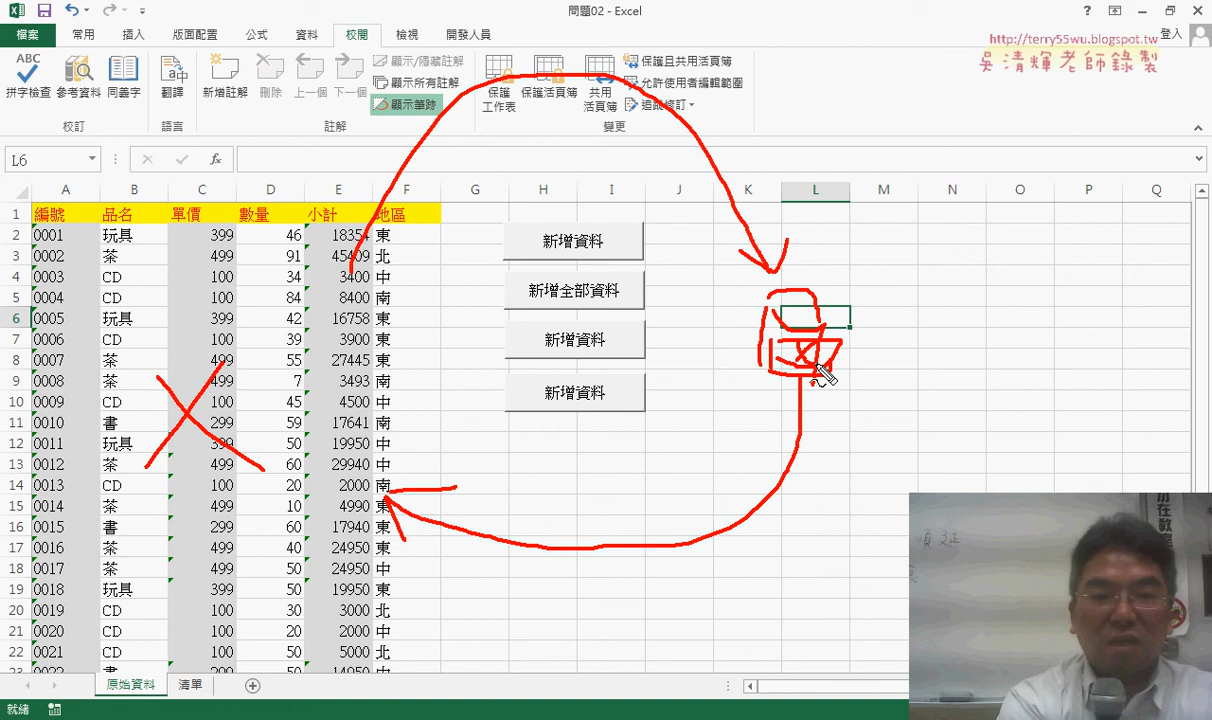 問題02 - Excel
檔案 常用 插入 版面配置 公式 資料 校閱 檢視 開發人員
登入
http://terry55wu.blogspot.tw
吳清輝老師錄製
ABC
拼字檢查 參考資料 同義字 翻譯 新增註解 刪除 上一個 下一個
顯示/隱藏註解
顯示所有註解
顯示筆跡
保護工作表 保護活頁簿 共用活頁簿
保護且共用活頁簿
允許使用者編輯範圍
追蹤修訂
校訂 語言 註解 變更
L6 fx
A B C D E F G H I J K L M N O P Q
1 編號 品名 單價 數量 小計 地區
2 0001 玩具 399 46 18354 東
3 0002 茶 499 91 45409 北
4 0003 CD 100 34 3400 中
5 0004 CD 100 84 8400 南
6 0005 玩具 399 42 16758 東
7 0006 CD 100 39 3900 東
8 0007 茶 499 55 27445 東
9 0008 茶 499 7 3493 南
10 0009 CD 100 45 4500 中
11 0010 書 299 59 17641 南
12 0011 玩具 399 50 19950 中
13 0012 茶 499 60 29940 中
14 0013 CD 100 20 2000 南
15 0014 茶 499 10 4990 東
16 0015 書 299 60 17940 東
17 0016 茶 499 40 24950 東
18 0017 茶 499 50 24950 東
19 0018 玩具 399 50 19950 東
20 0019 CD 100 30 3000 北
21 0020 CD 100 20 2000 中
22 0021 CD 100 50 5000 北
23 0022 書 299 50 14950 中
新增資料
新增全部資料
新增資料
新增資料
原始資料 清單
就緒